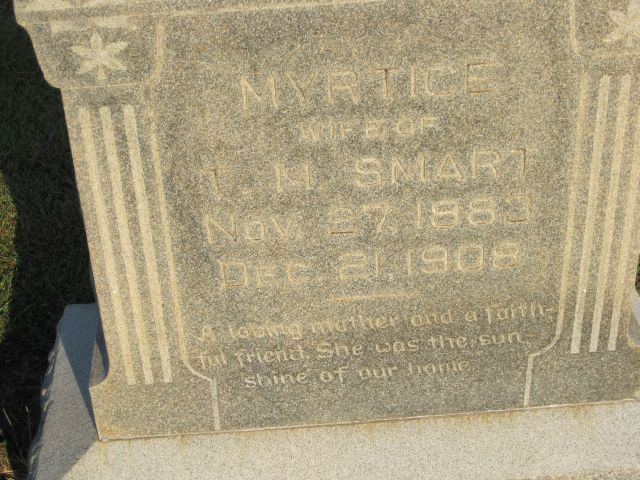 MYRTICE
WIFE OF
T. H. SMART
NOV. 27, 1883
DEC. 21, 1908
A loving mother and a faith-
ful friend. She was the sun-
shine of our home.